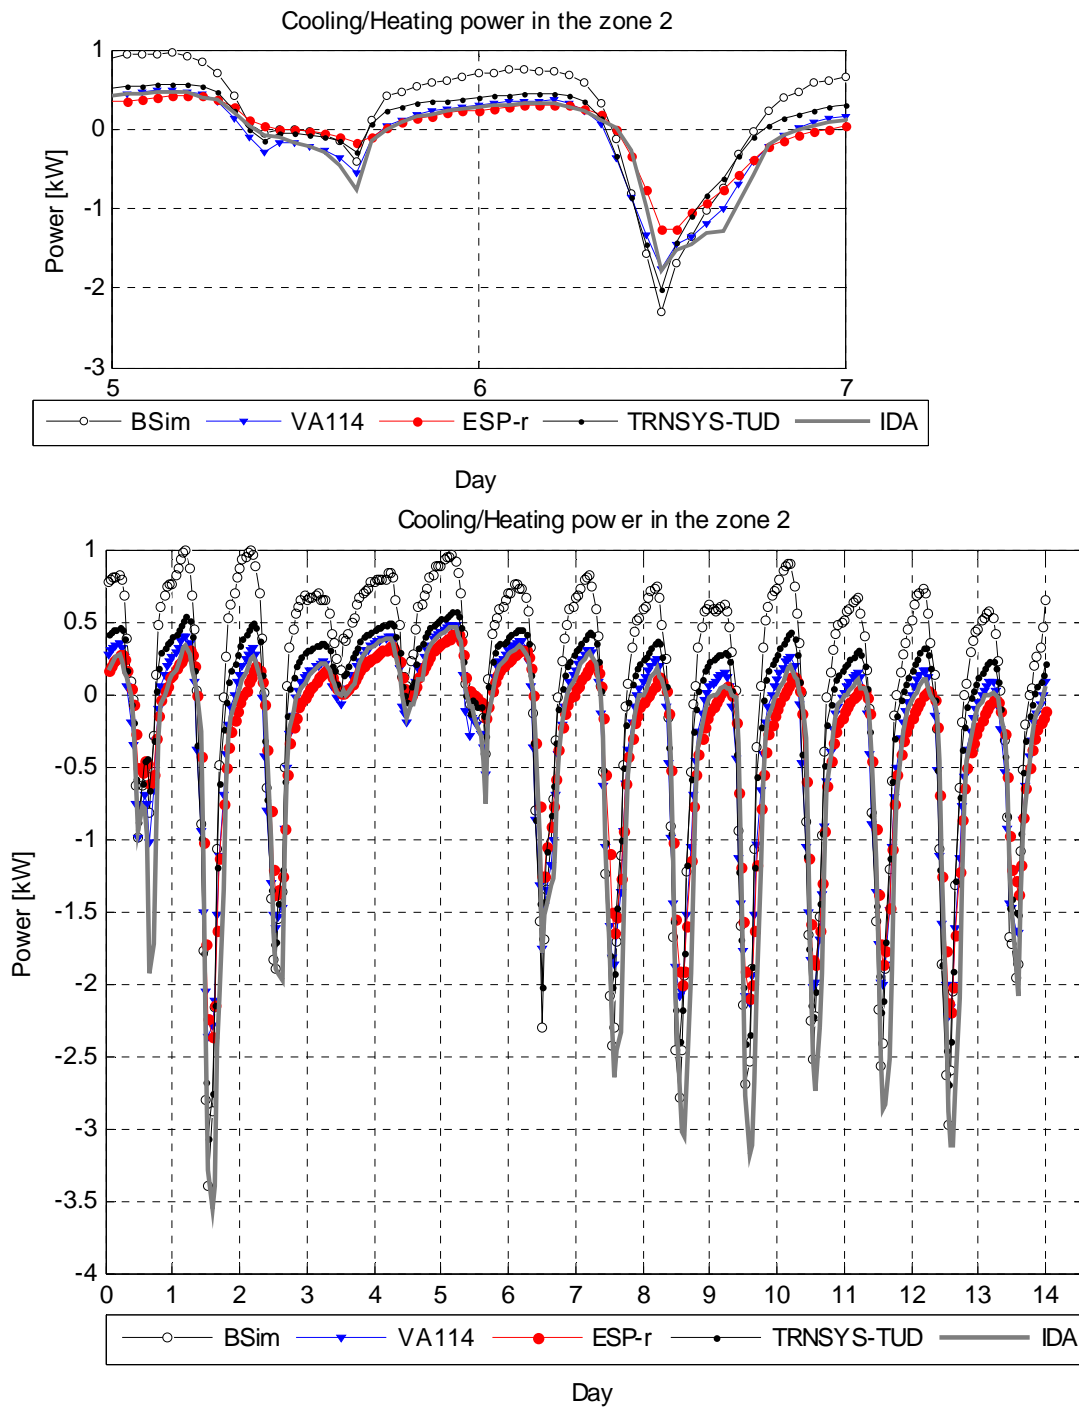 Cooling/Heating power in the zone 2
1
0
-1
-2
-3
Power [kW]
5 6 7
BSim VA114 ESP-r TRNSYS-TUD IDA
Day
Cooling/Heating power in the zone 2
1
0.5
0
-0.5
-1
-1.5
-2
-2.5
-3
-3.5
-4
Power [kW]
0 1 2 3 4 5 6 7 8 9 10 11 12 13 14
BSim VA114 ESP-r TRNSYS-TUD IDA
Day